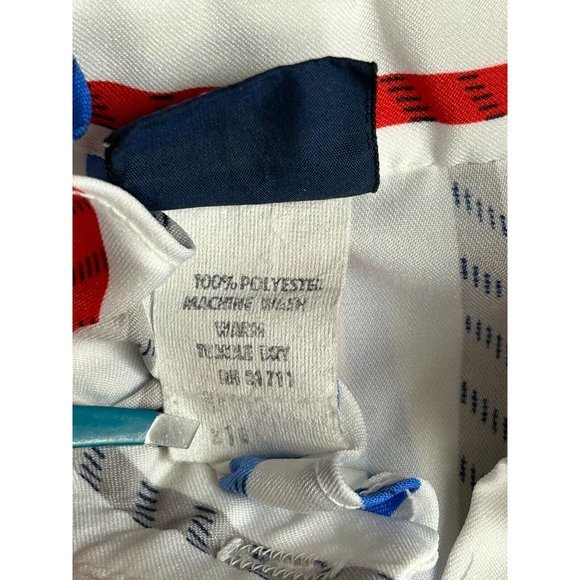 100% POLYESTER
MACHINE WASH
WARM
TUMBLE DRY
RN 51711